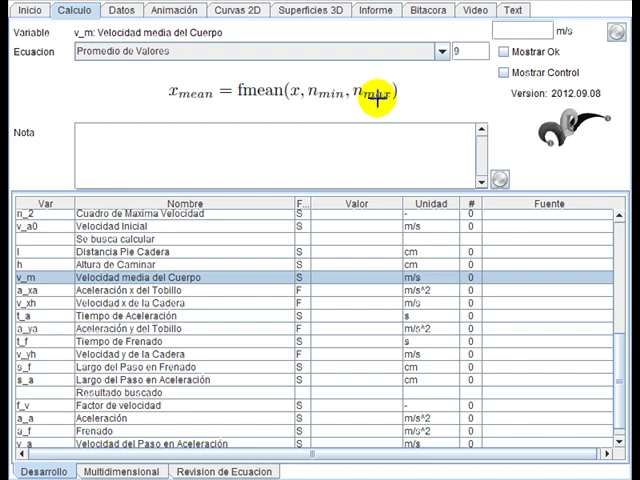 Inicio Calculo Datos Animación Curvas 2D Superficies 3D Informe Bitacora Video Text
Variable v_m: Velocidad media del Cuerpo m/s
Ecuacion Promedio de Valores 9 Mostrar Ok
Mostrar Control
x_mean = fmean(x, n_min, n_max)
Version: 2012.09.08
Nota
Var Nombre F... Valor Unidad # Fuente
n_2 Cuadro de Maxima Velocidad S - 0
v_a0 Velocidad Inicial S m/s 0
Se busca calcular
l Distancia Pie Cadera S cm 0
h Altura de Caminar S cm 0
v_m Velocidad media del Cuerpo S m/s 0
a_xa Aceleración x del Tobillo F m/s^2 0
v_xh Velocidad x de la Cadera F m/s 0
t_a Tiempo de Aceleración S s 0
a_ya Aceleración y del Tobillo F m/s^2 0
t_f Tiempo de Frenado S s 0
v_yh Velocidad y de la Cadera F m/s 0
s_f Largo del Paso en Frenado S cm 0
s_a Largo del Paso en Aceleración S cm 0
Resultado buscado
f_v Factor de velocidad S - 0
a_a Aceleración S m/s^2 0
a_f Frenado S m/s^2 0
v_a Velocidad del Paso en Aceleración S m/s 0
Desarrollo Multidimensional Revision de Ecuacion